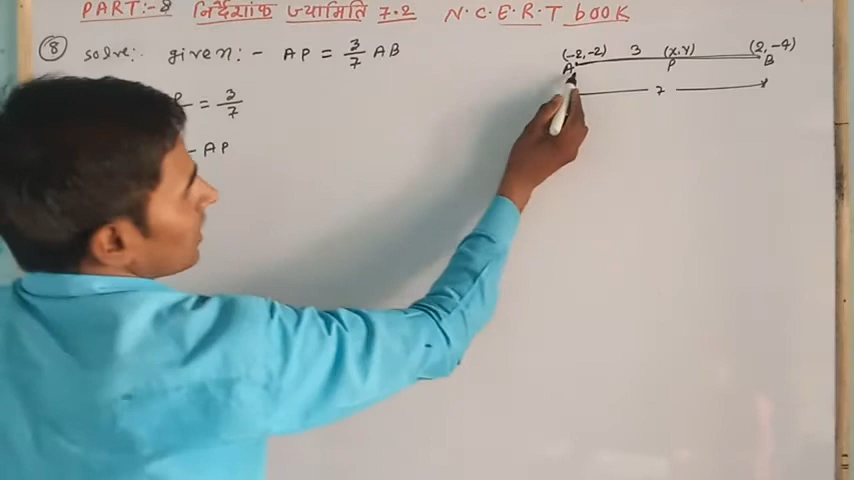 PART:-8 निर्देशांक ज्यामिति 7.2 N.C.E.R.T book
8 solve:. given:- AP = 3/7 AB
(-2,-2) 3 (x,y) (2,-4)
A P B
= 3/7
7
- AP